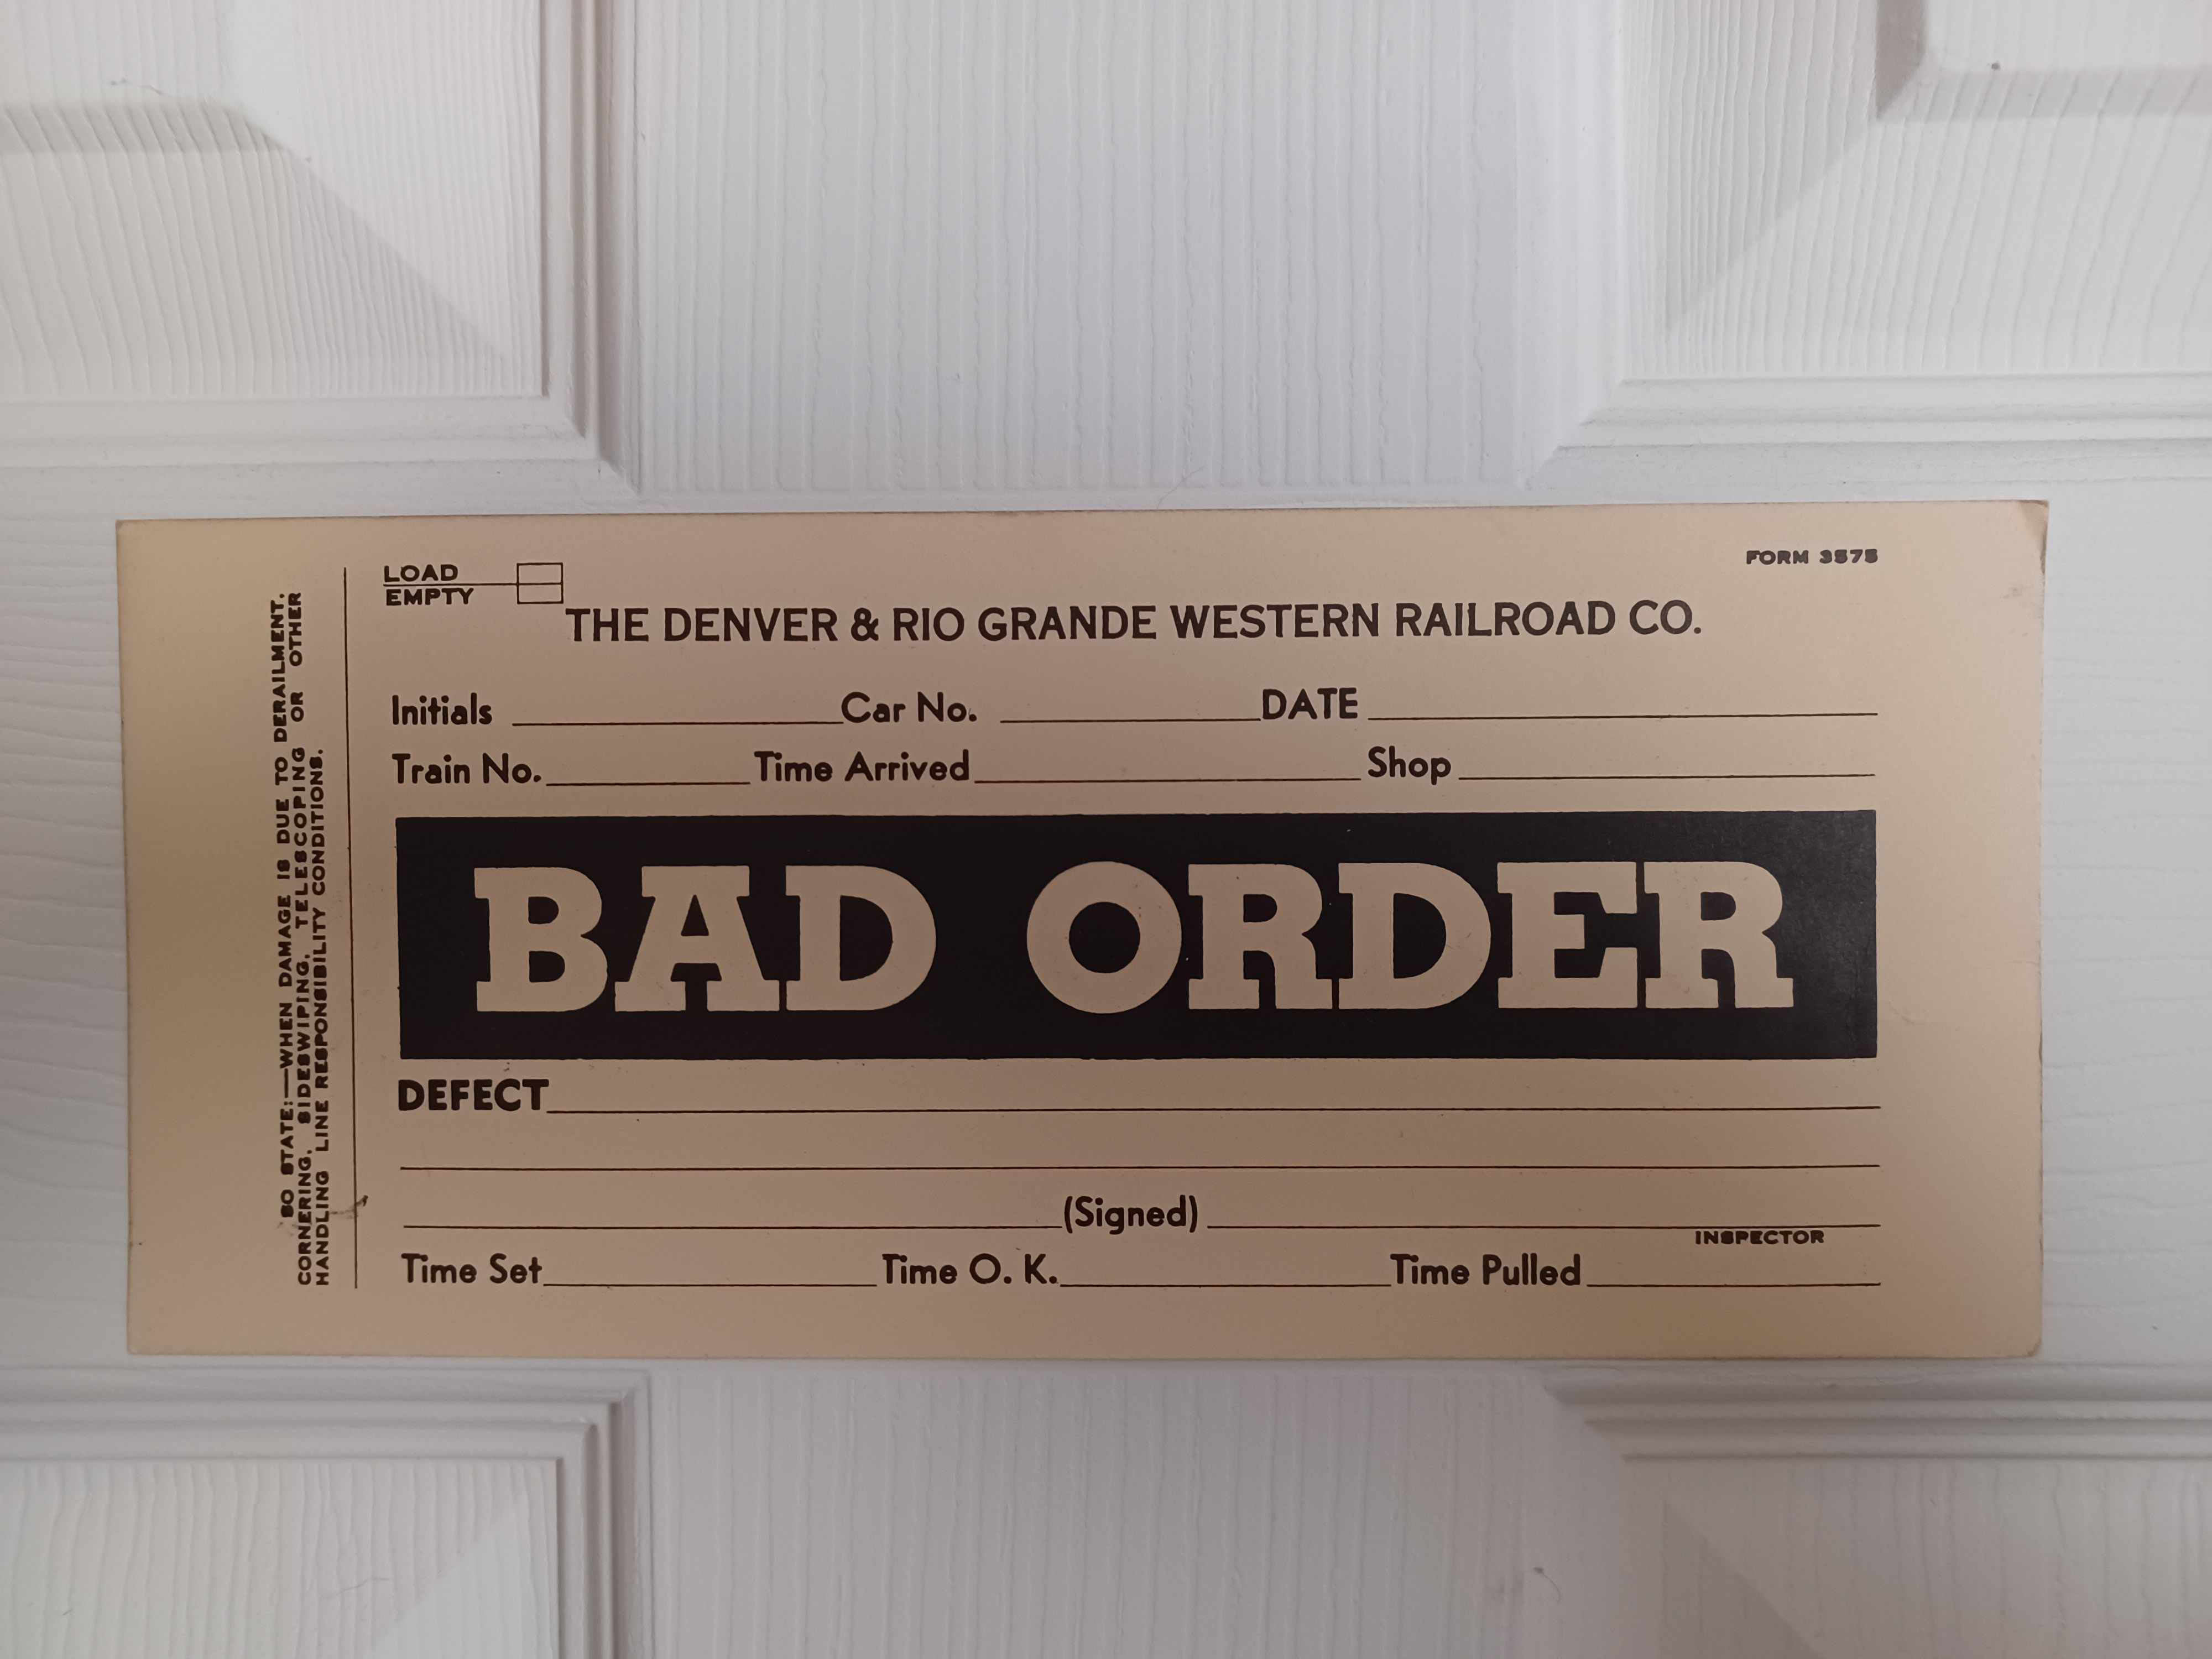 LOAD
EMPTY
FORM 3575
THE DENVER & RIO GRANDE WESTERN RAILROAD CO.
Initials Car No. DATE
Train No. Time Arrived Shop
BAD ORDER
DEFECT
(Signed)
INSPECTOR
Time Set Time O. K. Time Pulled
SO STATE:—WHEN DAMAGE IS DUE TO DERAILMENT,
CORNERING, SIDESWIPING, TELESCOPING OR OTHER
HANDLING LINE RESPONSIBILITY CONDITIONS.